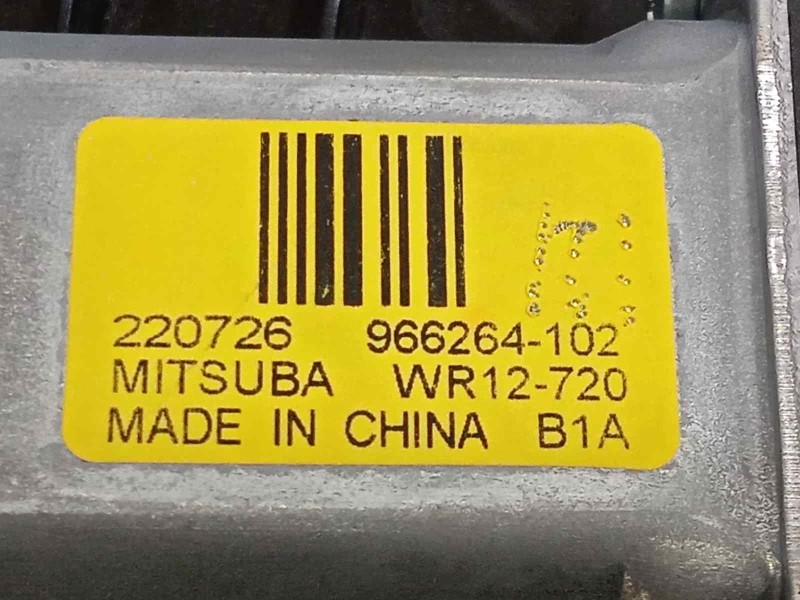 220726 966264-102
MITSUBA WR12-720
MADE IN CHINA B1A